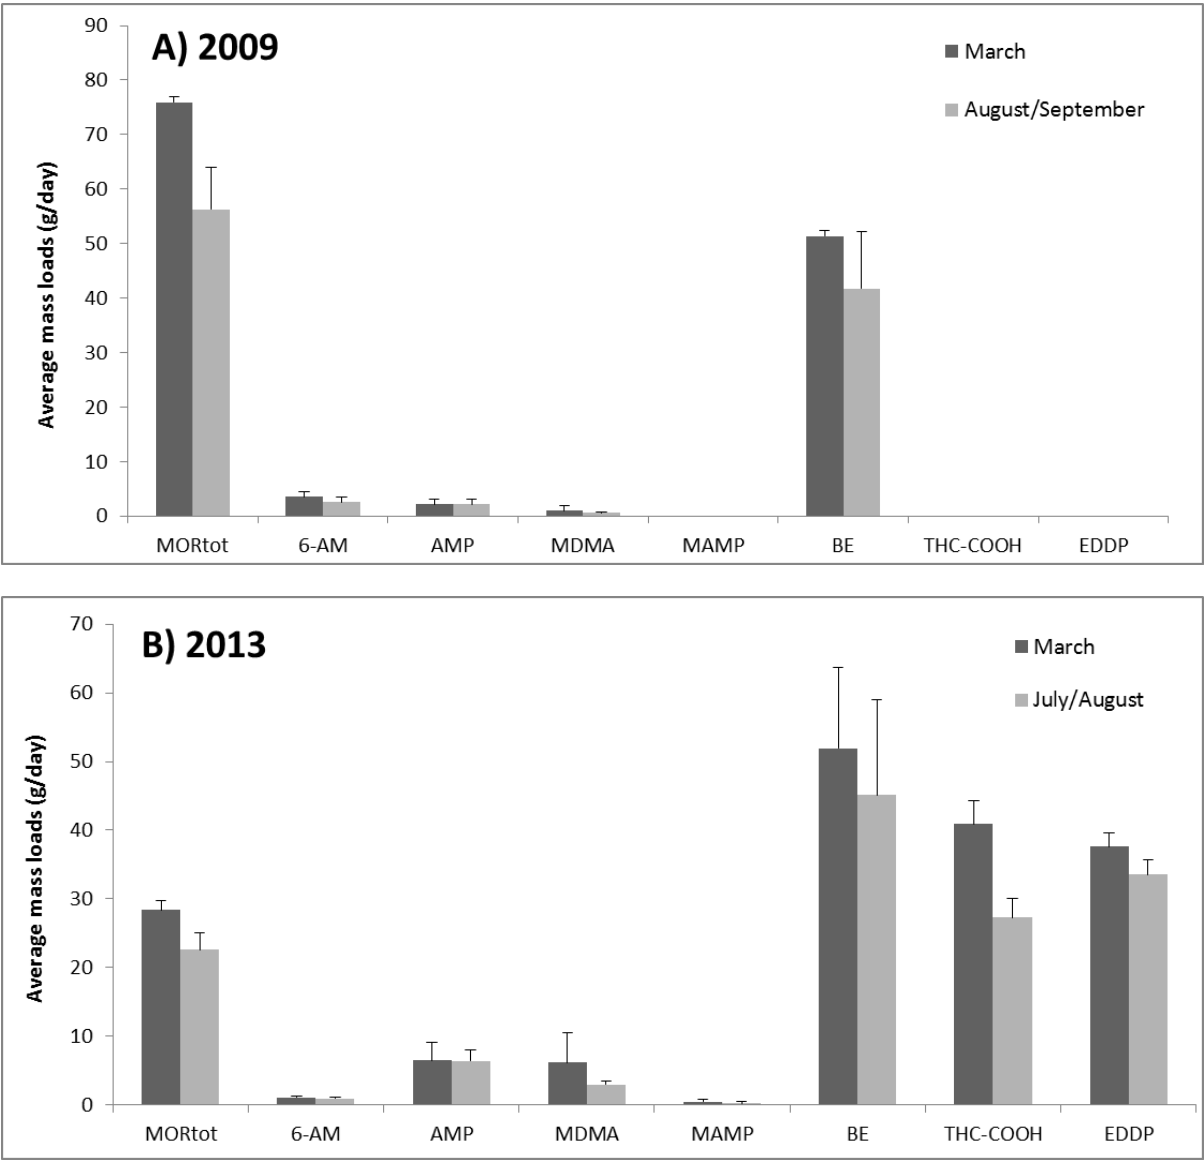 A) 2009
March
August/September
Average mass loads (g/day)
90
80
70
60
50
40
30
20
10
0
MORtot 6-AM AMP MDMA MAMP BE THC-COOH EDDP
B) 2013
March
July/August
Average mass loads (g/day)
70
60
50
40
30
20
10
0
MORtot 6-AM AMP MDMA MAMP BE THC-COOH EDDP